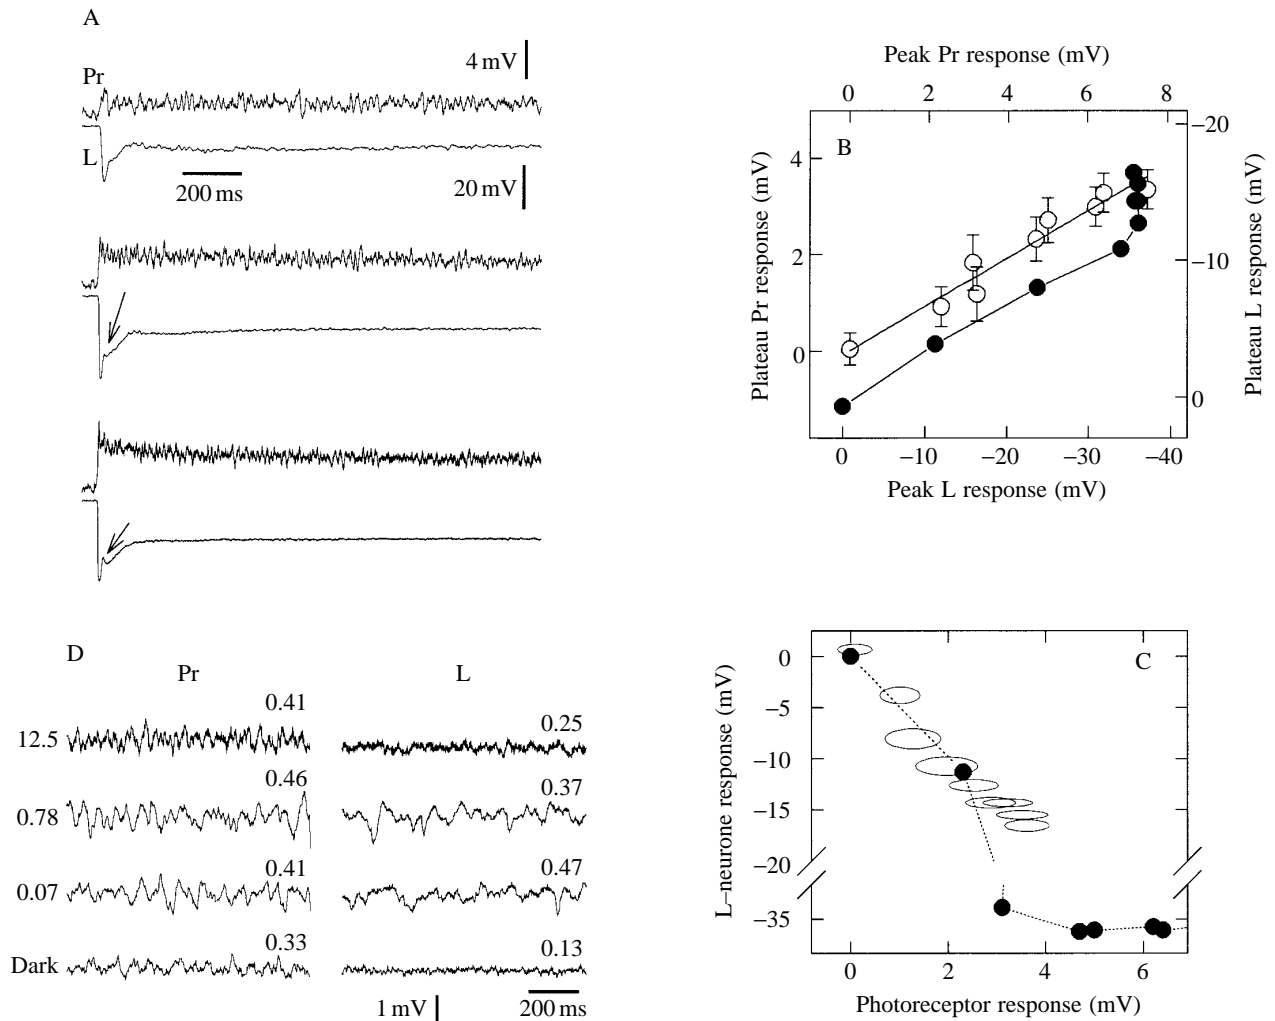 A
4 mV
Pr
L
200 ms
20 mV
Peak Pr response (mV)
0 2 4 6 8
B
4
2
0
Plateau Pr response (mV)
–20
–10
0
Plateau L response (mV)
0 –10 –20 –30 –40
Peak L response (mV)
D
Pr L
12.5 0.41 0.25
0.78 0.46 0.37
0.07 0.41 0.47
Dark 0.33 0.13
1 mV 200 ms
C
0
–5
–10
–15
–20
–35
L–neurone response (mV)
0 2 4 6
Photoreceptor response (mV)